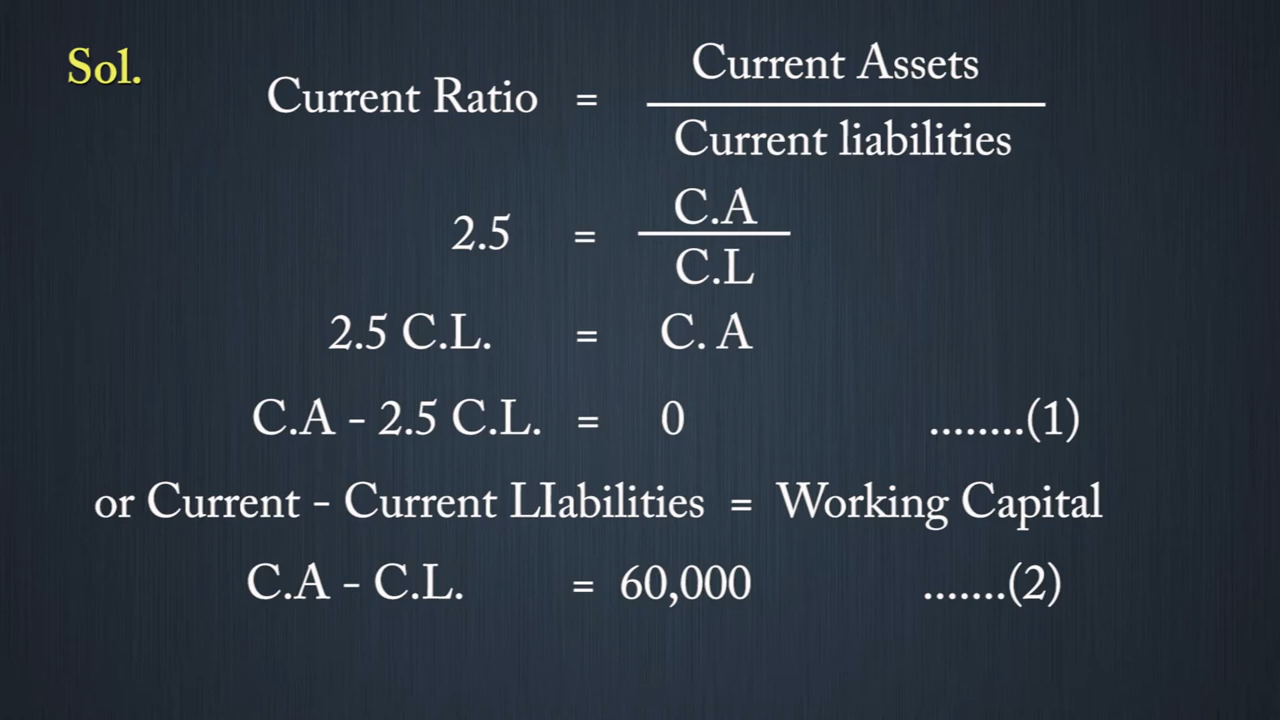 Sol.
Current Ratio = Current Assets / Current liabilities
2.5 = C.A / C.L
2.5 C.L. = C. A
C.A - 2.5 C.L. = 0 ........(1)
or Current - Current LIabilities = Working Capital
C.A - C.L. = 60,000 .......(2)